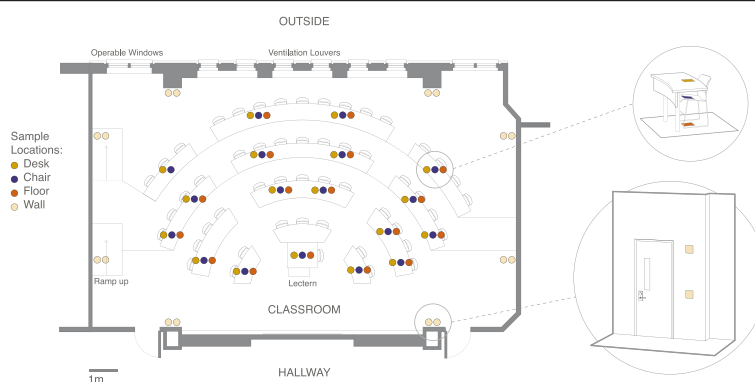 OUTSIDE
Operable Windows
Ventilation Louvers
Sample
Locations:
Desk
Chair
Floor
Wall
Ramp up
Lectern
CLASSROOM
HALLWAY
1m